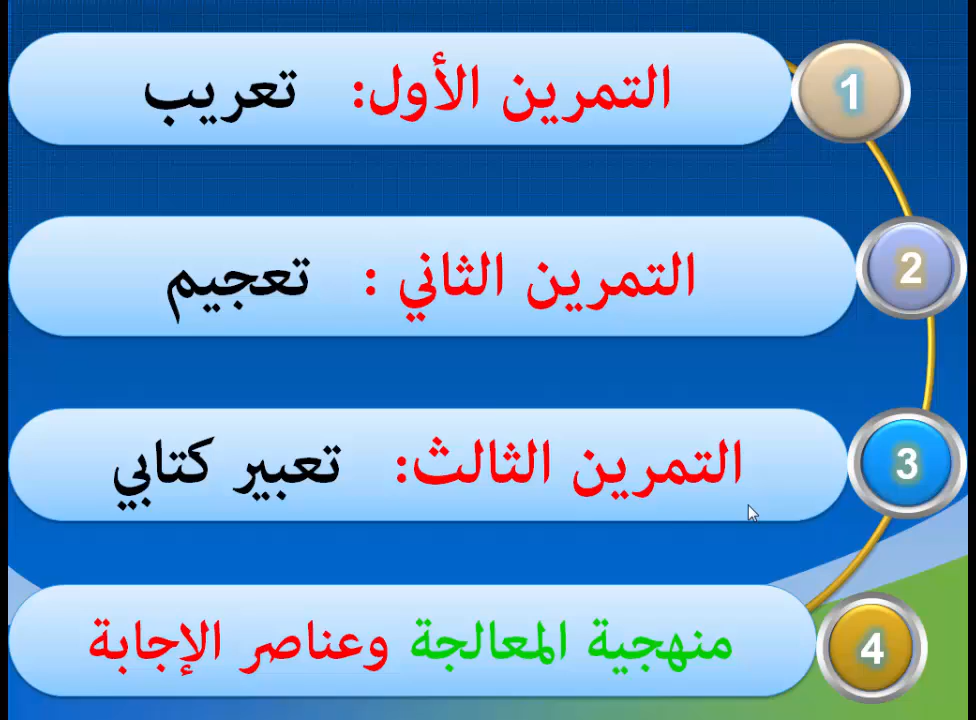 1 التمرين الأول: تعريب
2 التمرين الثاني : تعجيم
3 التمرين الثالث: تعبير كتابي
4 منهجية المعالجة وعناصر الإجابة